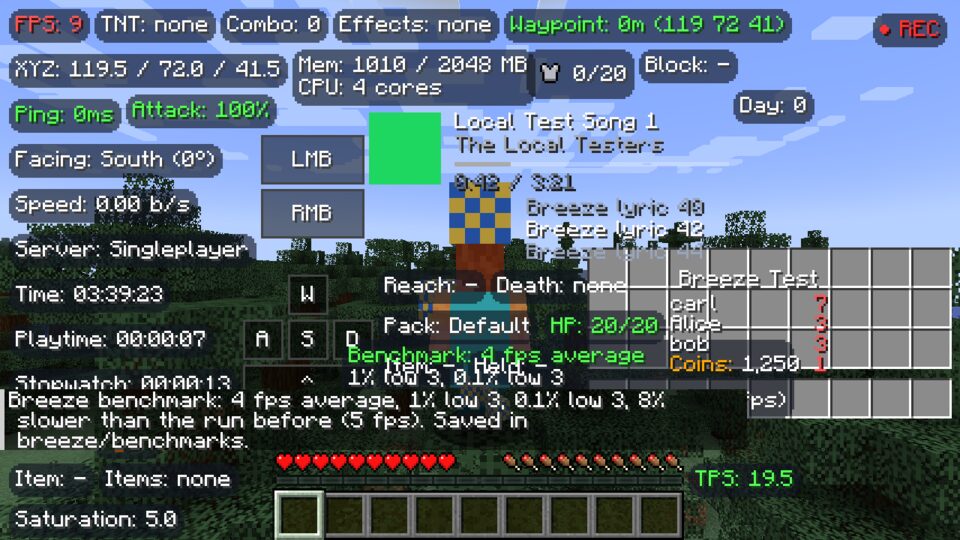 FPS: 9
TNT: none
Combo: 0
Effects: none
Waypoint: 0m (119 72 41)
REC
XYZ: 119.5 / 72.0 / 41.5
Mem: 1010 / 2048 MB
CPU: 4 cores
0/20
Block: -
Day: 0
Ping: 0ms
Attack: 100%
Local Test Song 1
The Local Testers
0:42 / 3:21
Facing: South (0°)
LMB
RMB
Speed: 0.00 b/s
Breeze lyric 40
Breeze lyric 42
Breeze lyric 44
Server: Singleplayer
Time: 03:39:23
W
A
S
D
Reach: -
Death: none
Breeze Test
carl 7
Alice 3
bob 3
Coins: 1,250 1
Playtime: 00:00:07
Pack: Default
HP: 20/20
Benchmark: 4 fps average
1% low 3, 0.1% low 3
Stopwatch: 00:00:13
Breeze benchmark: 4 fps average, 1% low 3, 0.1% low 3, 8%
slower than the run before (5 fps). Saved in
breeze/benchmarks.
fps)
Item: -
Items: none
TPS: 19.5
Saturation: 5.0